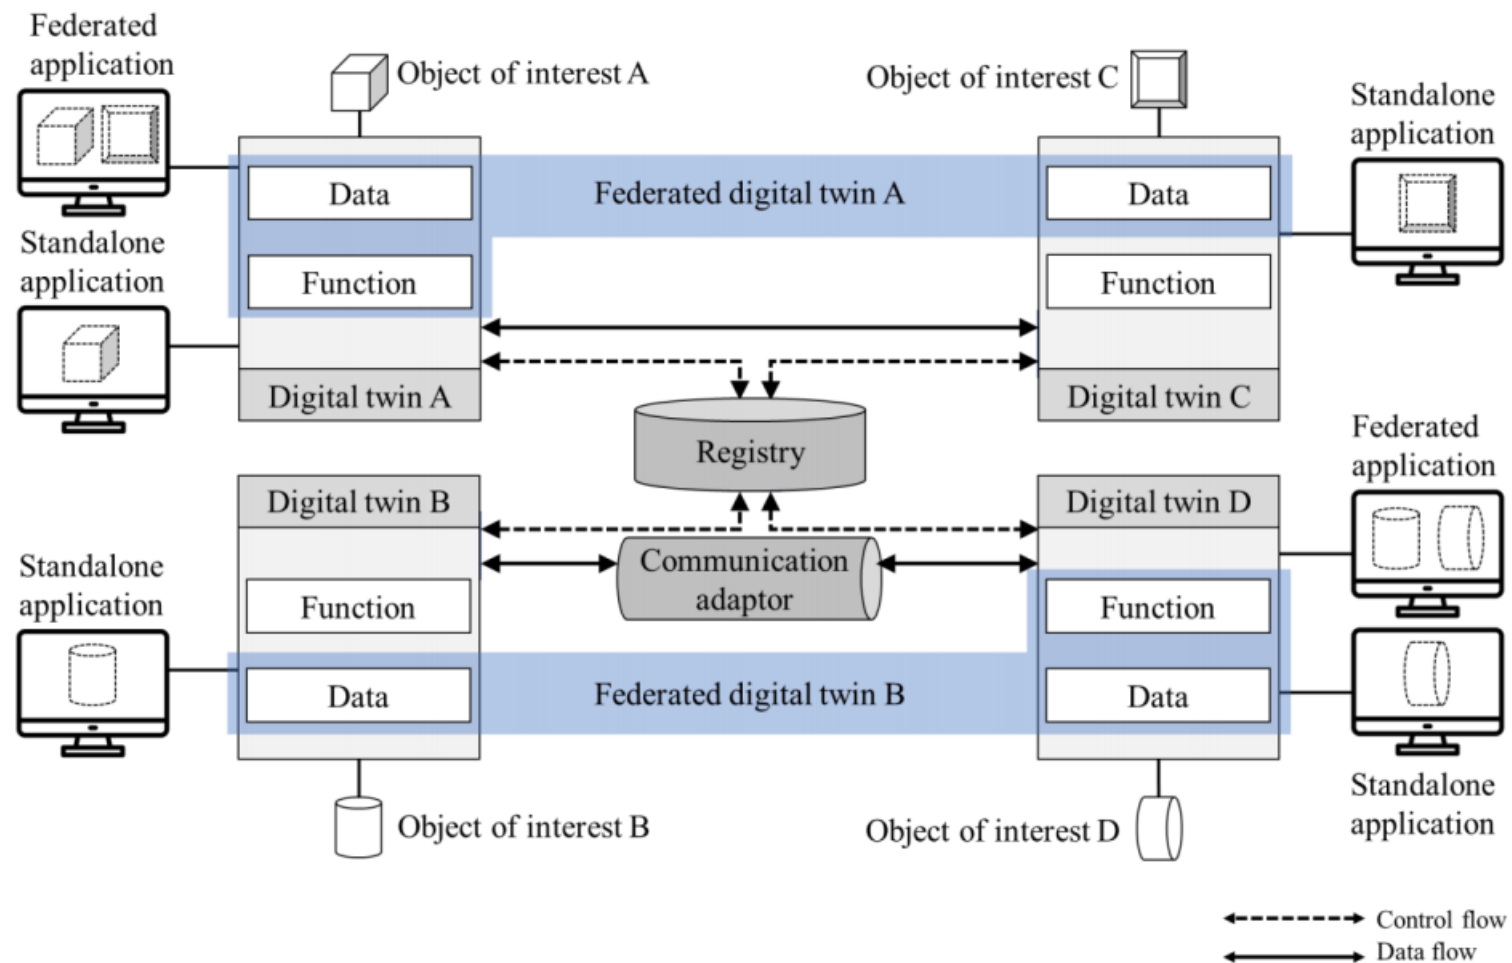 Federated
application
Object of interest A
Object of interest C
Standalone
application
Data
Federated digital twin A
Data
Standalone
application
Function
Function
Digital twin A
Digital twin C
Registry
Federated
application
Digital twin B
Digital twin D
Communication
adaptor
Standalone
application
Function
Function
Data
Federated digital twin B
Data
Standalone
application
Object of interest B
Object of interest D
Control flow
Data flow